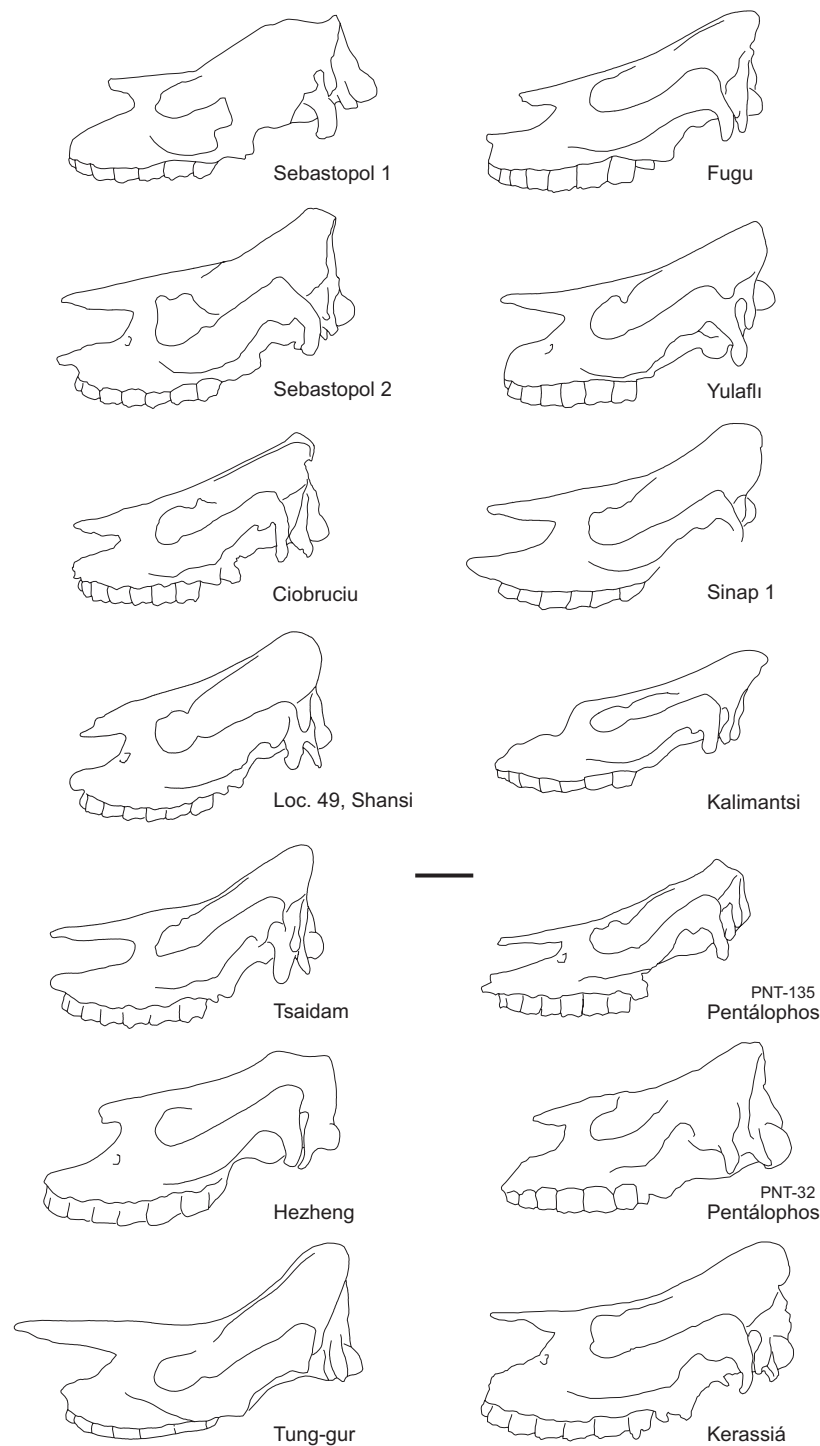 Sebastopol 1
Fugu
Sebastopol 2
Yulaflı
Ciobruciu
Sinap 1
Loc. 49, Shansi
Kalimantsi
Tsaidam
PNT-135
Pentálophos
Hezheng
PNT-32
Pentálophos
Tung-gur
Kerassiá